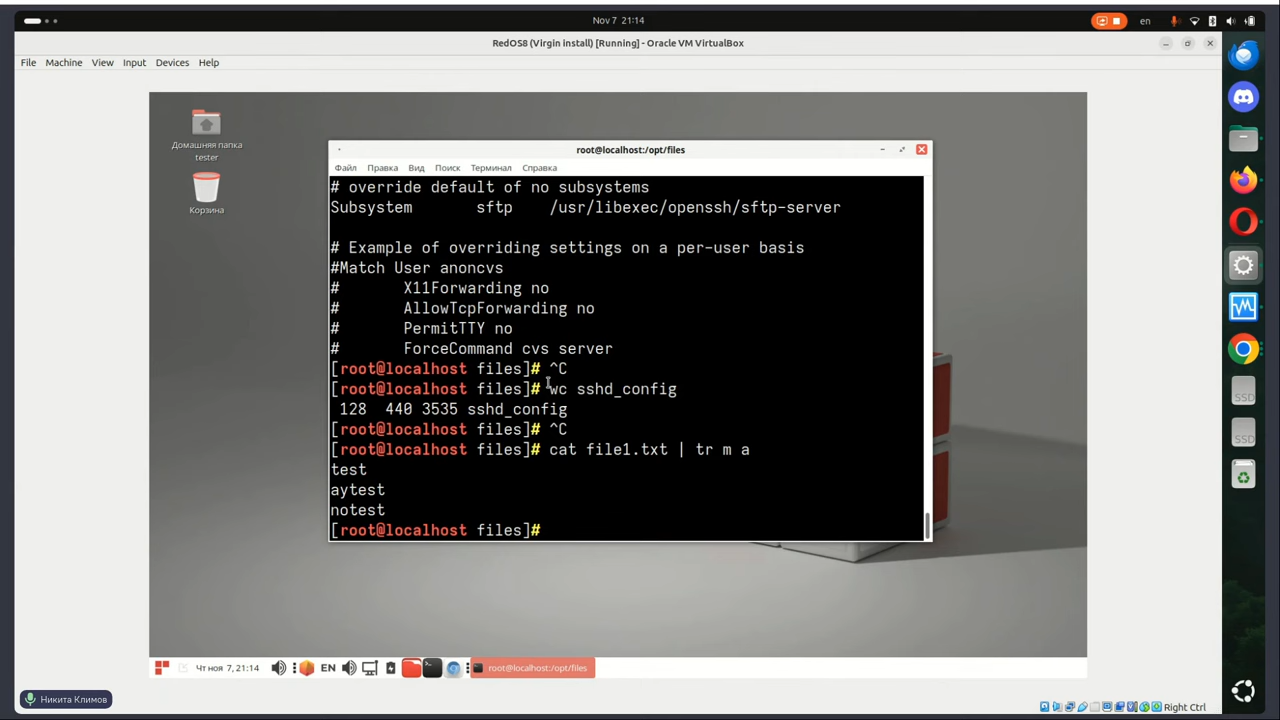 Nov 7 21:14
en
RedOS8 (Virgin install) [Running] - Oracle VM VirtualBox
File Machine View Input Devices Help
Домашняя папка
tester
Корзина
root@localhost:/opt/files
Файл Правка Вид Поиск Терминал Справка
# override default of no subsystems
Subsystem sftp /usr/libexec/openssh/sftp-server
# Example of overriding settings on a per-user basis
#Match User anoncvs
# X11Forwarding no
# AllowTcpForwarding no
# PermitTTY no
# ForceCommand cvs server
[root@localhost files]# ^C
[root@localhost files]# wc sshd_config
128 440 3535 sshd_config
[root@localhost files]# ^C
[root@localhost files]# cat file1.txt | tr m a
test
aytest
notest
[root@localhost files]#
SSD
SSD
Чт ноя 7, 21:14
EN
root@localhost:/opt/files
Никита Климов
Right Ctrl